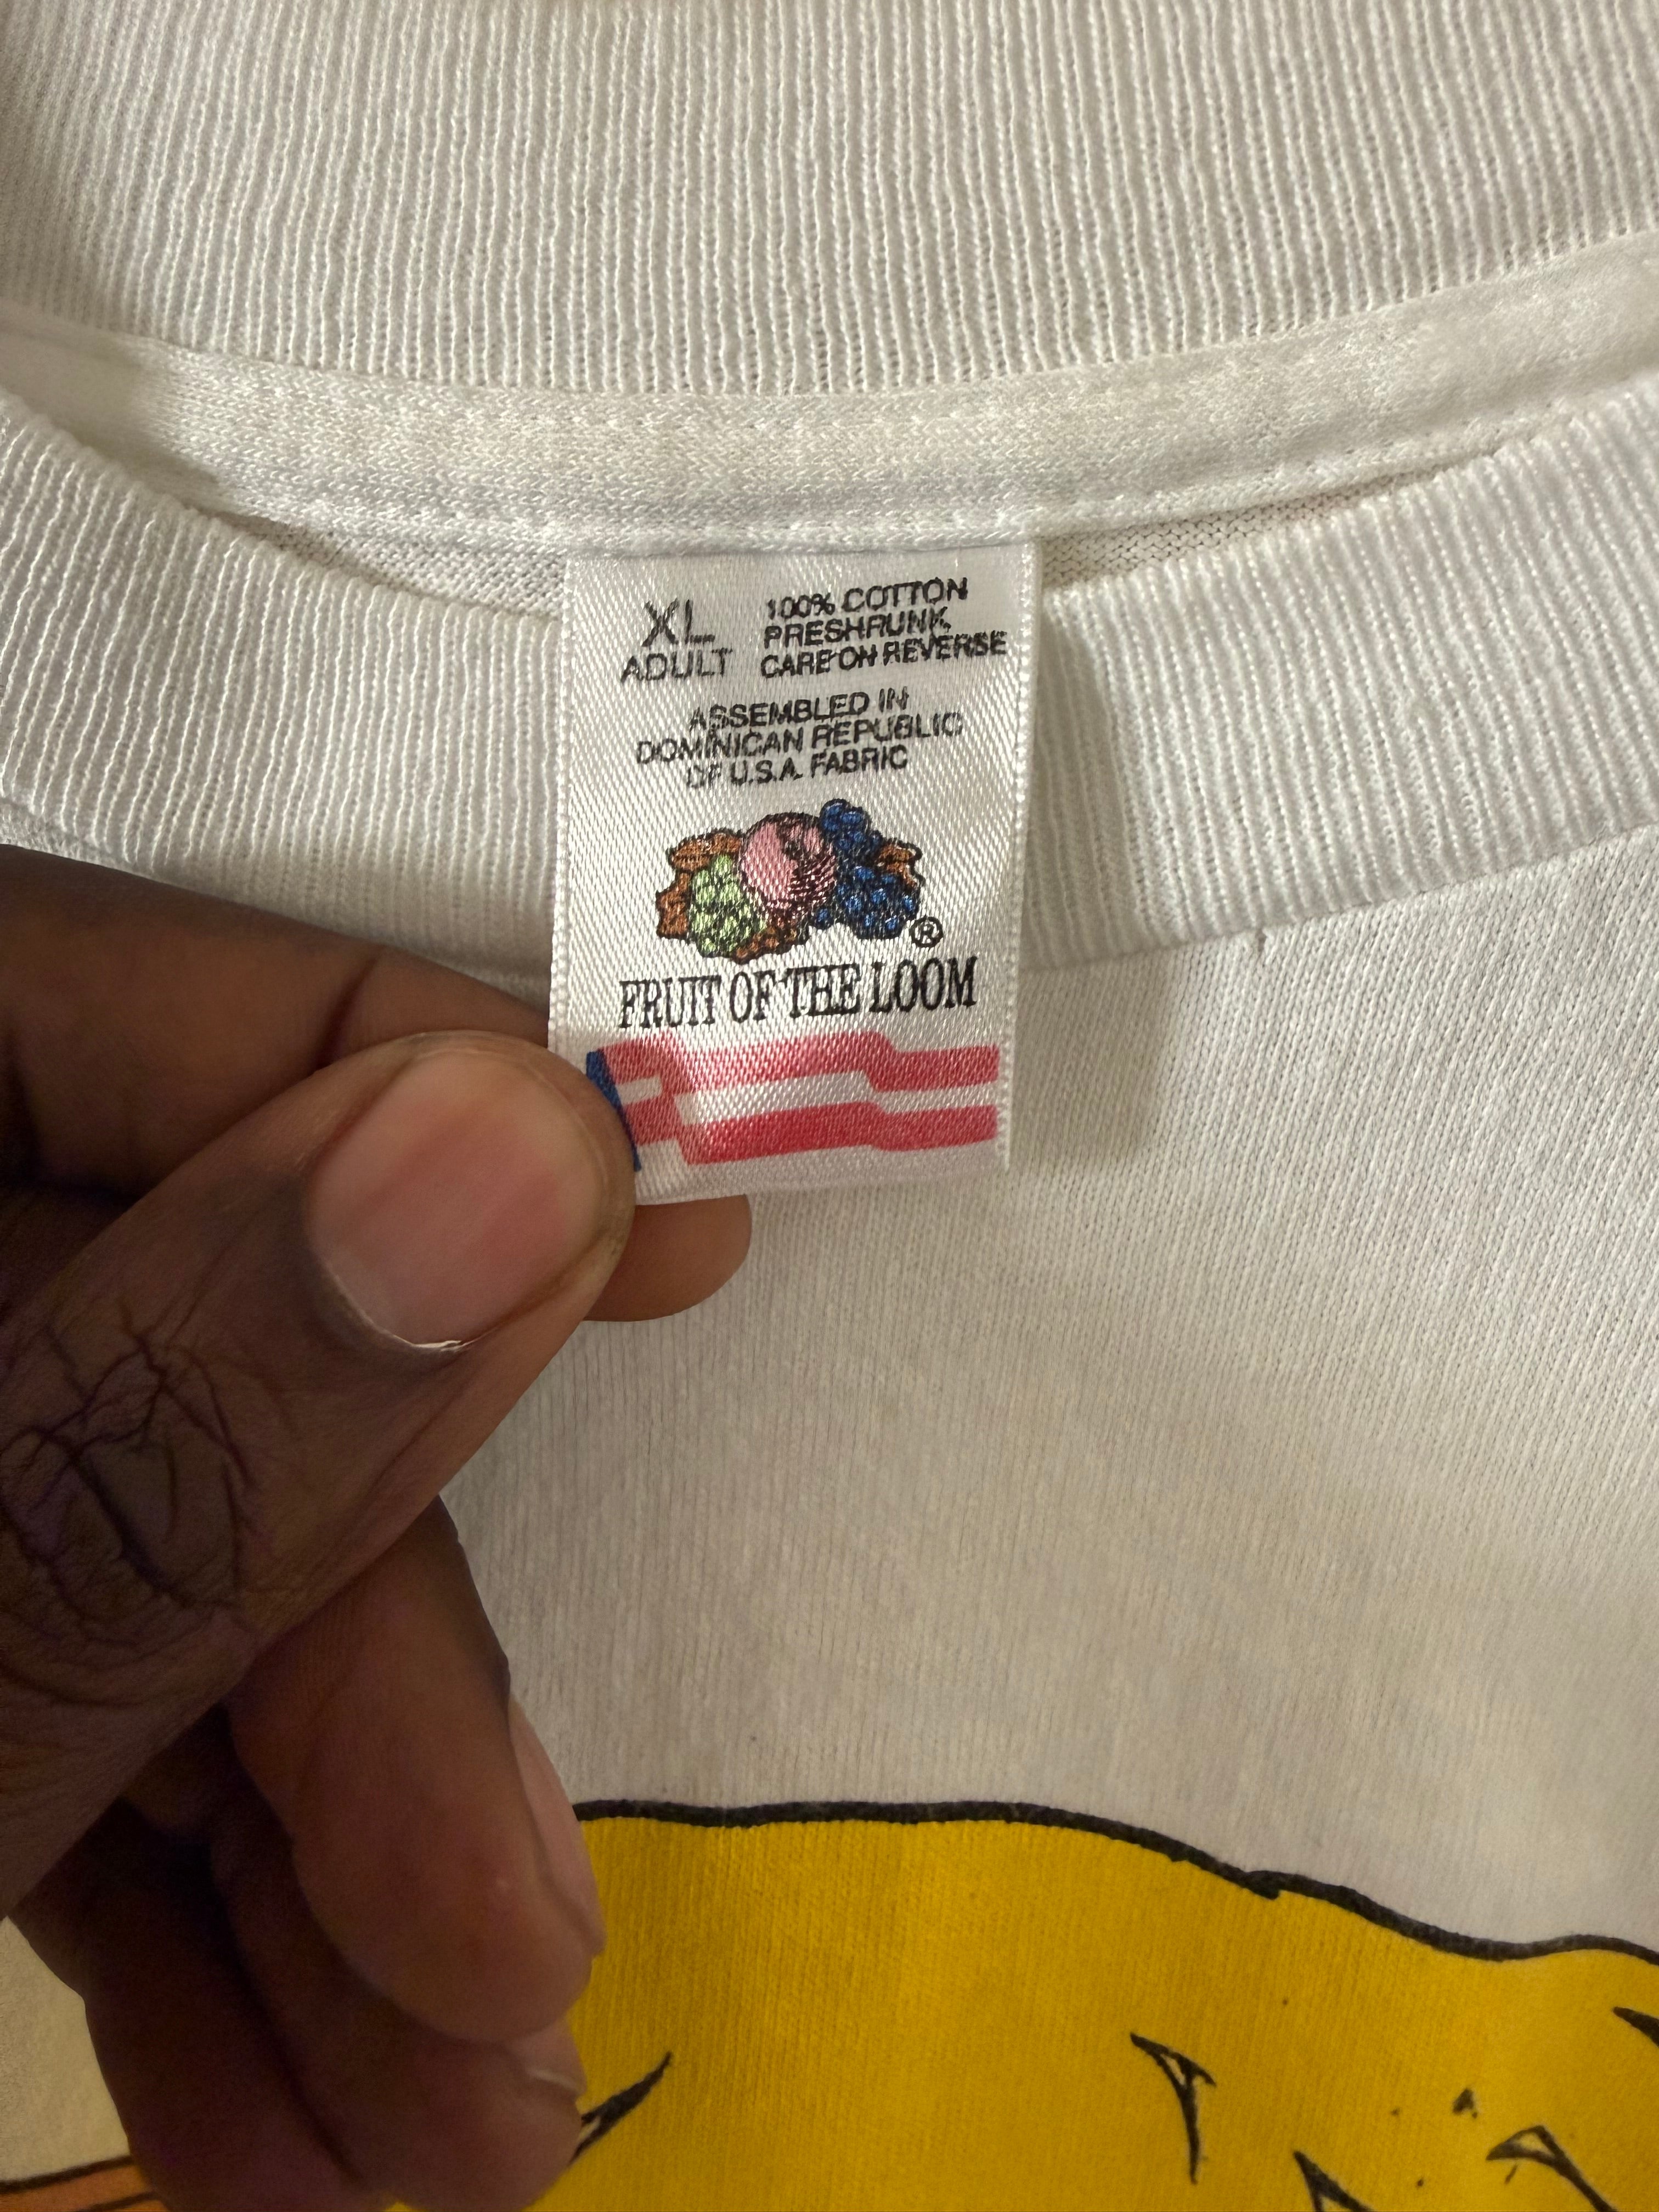 XL
ADULT
100% COTTON
PRESHRUNK
CARE ON REVERSE
ASSEMBLED IN
DOMINICAN REPUBLIC
OF U.S.A. FABRIC
®
FRUIT OF THE LOOM